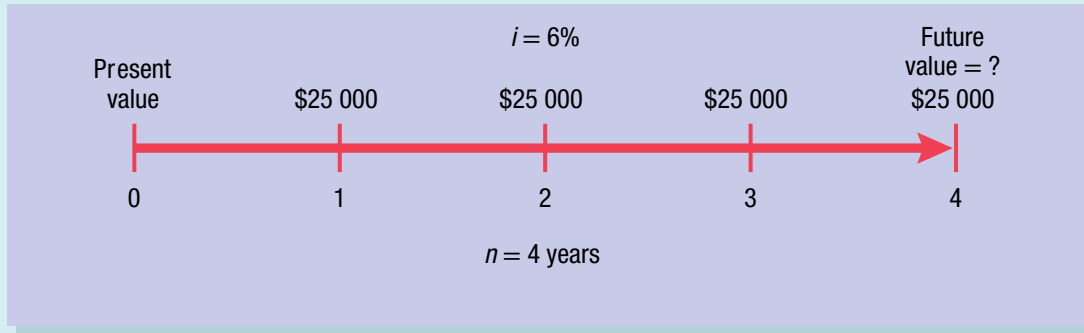 i = 6%
Present
value
$25 000
$25 000
$25 000
Future
value = ?
$25 000
0
1
2
3
4
n = 4 years